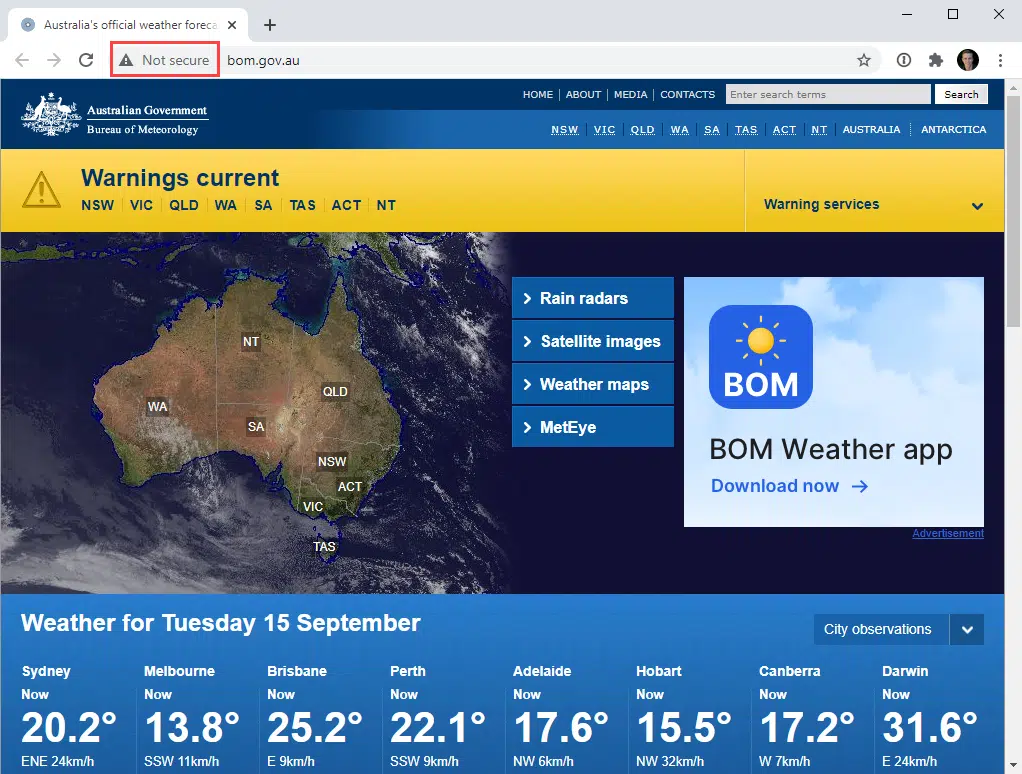 Australia's official weather foreca
Not secure
bom.gov.au
HOME ABOUT MEDIA CONTACTS
Enter search terms
Search
Australian Government
Bureau of Meteorology
NSW VIC QLD WA SA TAS ACT NT AUSTRALIA ANTARCTICA
Warnings current
NSW VIC QLD WA SA TAS ACT NT
Warning services
NT
QLD
WA
SA
NSW
ACT
VIC
TAS
Rain radars
Satellite images
Weather maps
MetEye
BOM
BOM Weather app
Download now →
Advertisement
Weather for Tuesday 15 September
City observations
Sydney Melbourne Brisbane Perth Adelaide Hobart Canberra Darwin
Now Now Now Now Now Now Now Now
20.2° 13.8° 25.2° 22.1° 17.6° 15.5° 17.2° 31.6°
ENE 24km/h SSW 11km/h E 9km/h SSW 9km/h NW 6km/h NW 32km/h W 7km/h E 24km/h